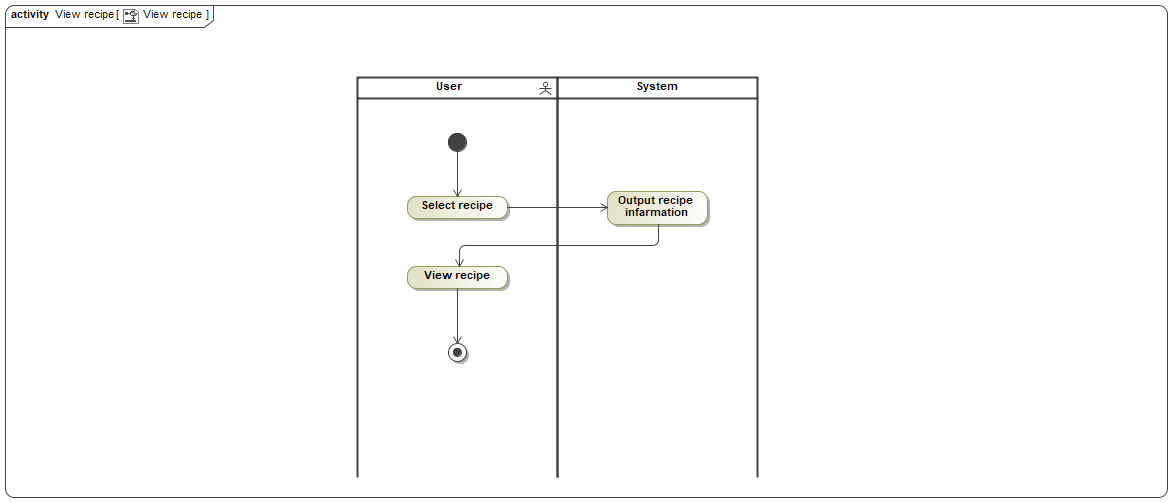 activity View recipe [ View recipe ]
User
System
Select recipe
Output recipe
infarmation
View recipe